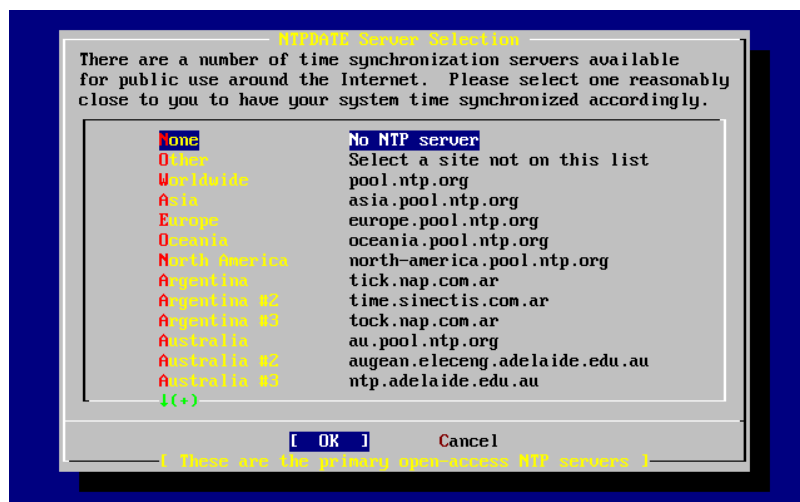 NTPDATE Server Selection
There are a number of time synchronization servers available
for public use around the Internet.  Please select one reasonably
close to you to have your system time synchronized accordingly.
None No NTP server
Other Select a site not on this list
Worldwide pool.ntp.org
Asia asia.pool.ntp.org
Europe europe.pool.ntp.org
Oceania oceania.pool.ntp.org
North America north-america.pool.ntp.org
Argentina tick.nap.com.ar
Argentina #2 time.sinectis.com.ar
Argentina #3 tock.nap.com.ar
Australia au.pool.ntp.org
Australia #2 augean.eleceng.adelaide.edu.au
Australia #3 ntp.adelaide.edu.au
↓(+)
[ OK ] Cancel
[ These are the primary open-access NTP servers ]